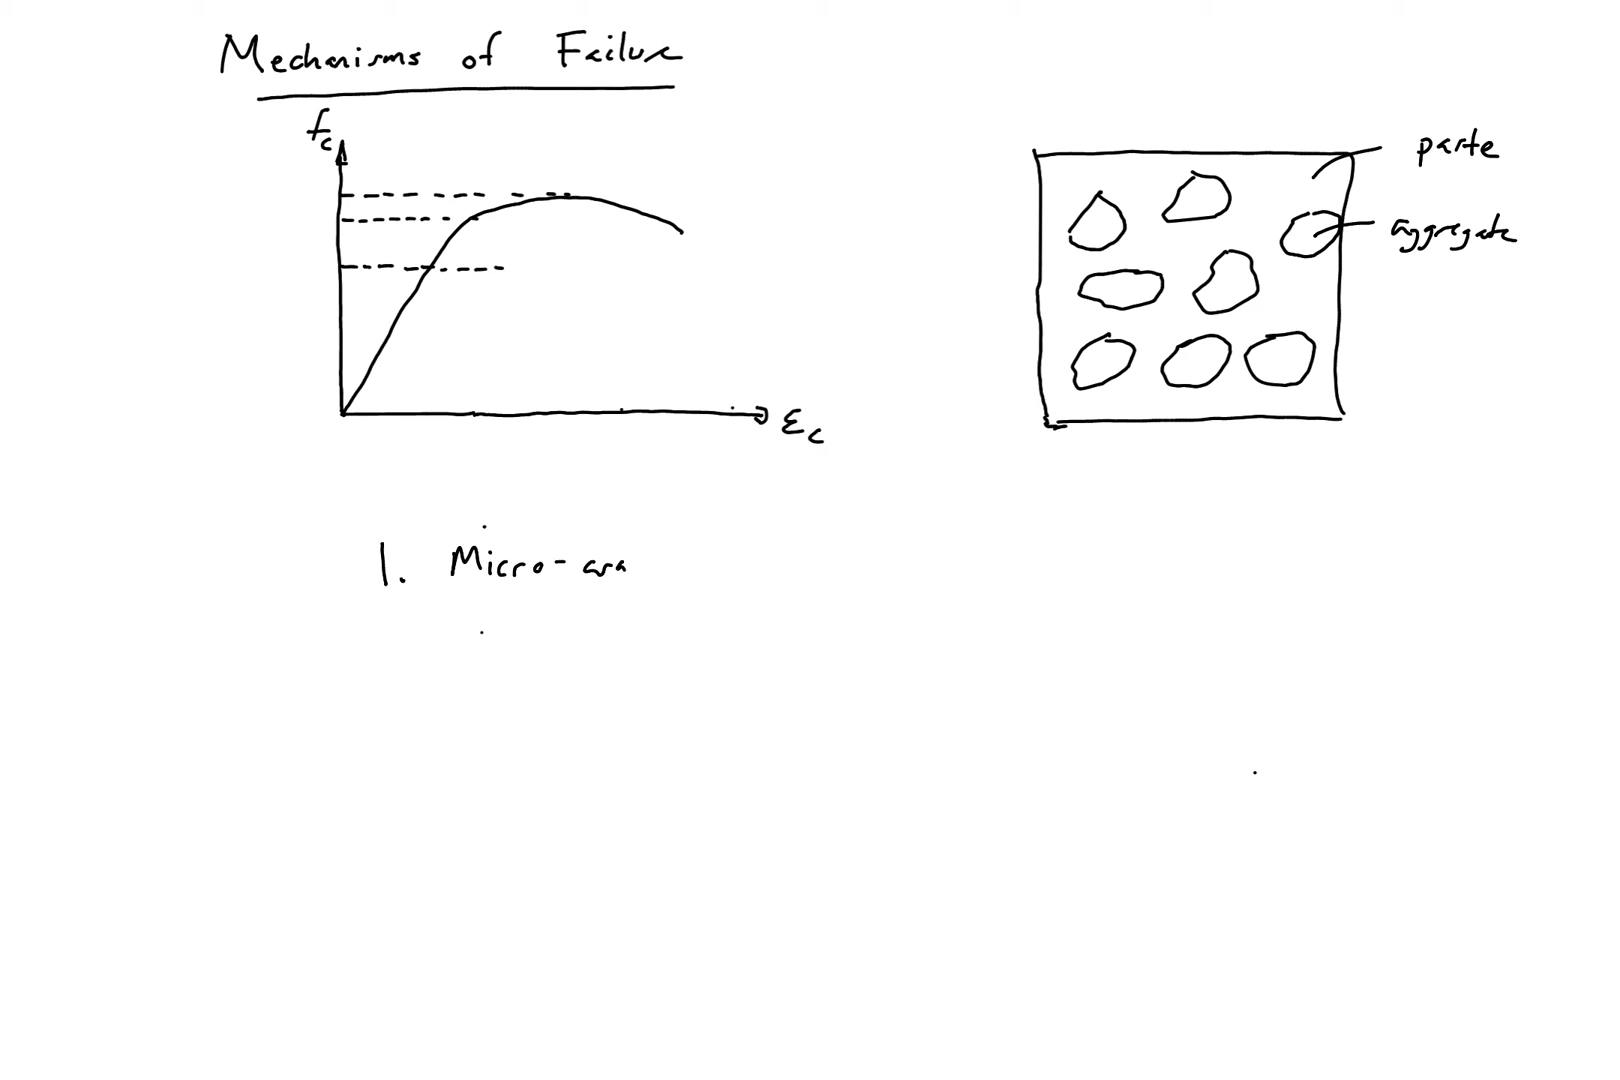 Mechanisms of Failure
fc
paste
aggregate
εc
1. Micro-cra